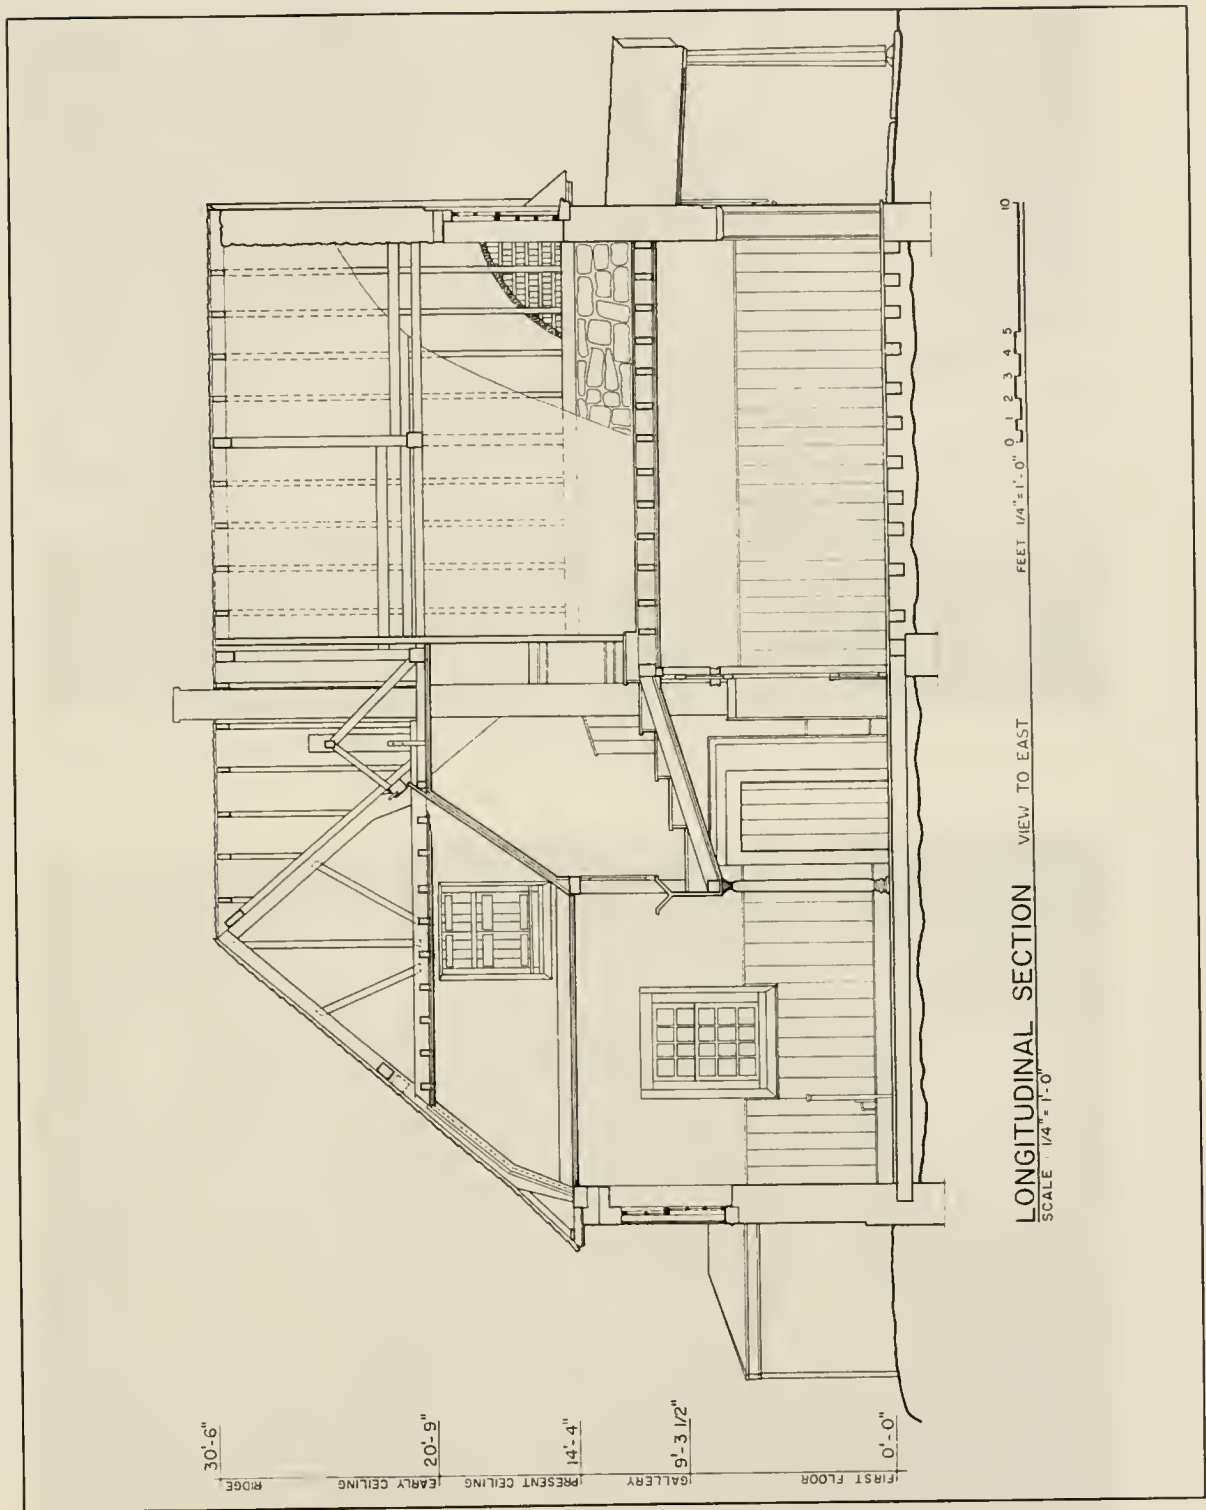 30'-6"
RIDGE
20'-9"
EARLY CEILING
14'-4"
PRESENT CEILING
9'-3 1/2"
GALLERY
0'-0"
FIRST FLOOR
LONGITUDINAL SECTION VIEW TO EAST FEET 1/4" = 1'-0" 0 1 2 3 4 5 10
SCALE · 1/4" = 1'-0"